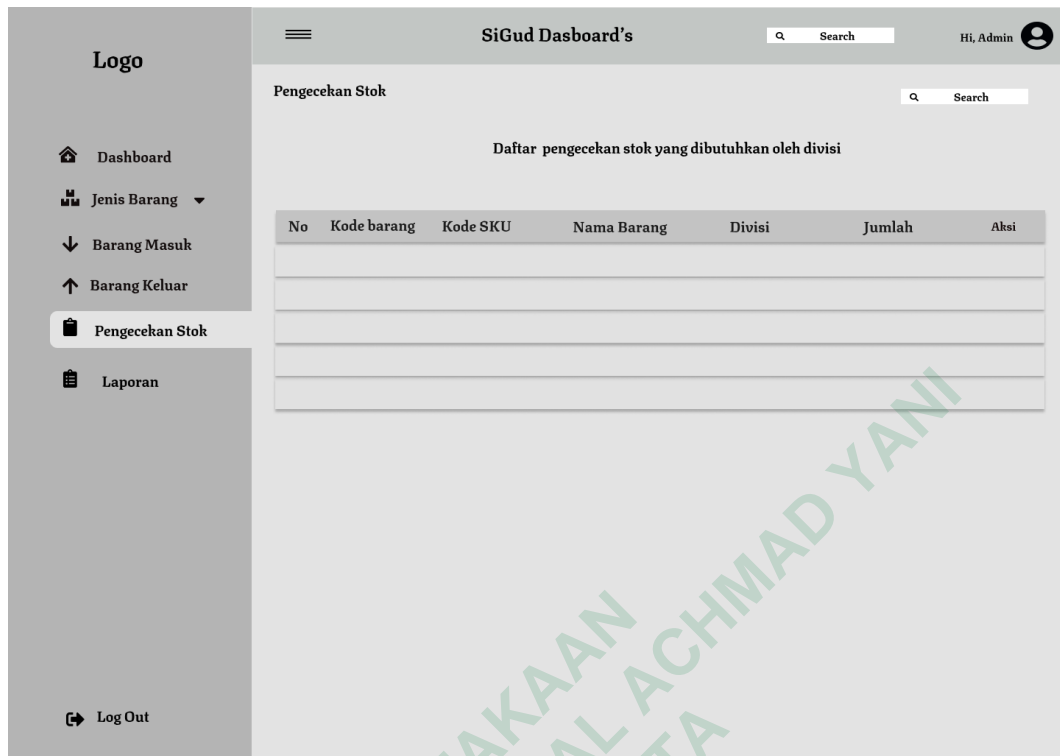 Logo
SiGud Dasboard's
Search
Hi, Admin
Pengecekan Stok
Search
Dashboard
Jenis Barang
Barang Masuk
Barang Keluar
Pengecekan Stok
Laporan
Log Out
Daftar pengecekan stok yang dibutuhkan oleh divisi
No Kode barang Kode SKU Nama Barang Divisi Jumlah Aksi
ACHMAD YANI